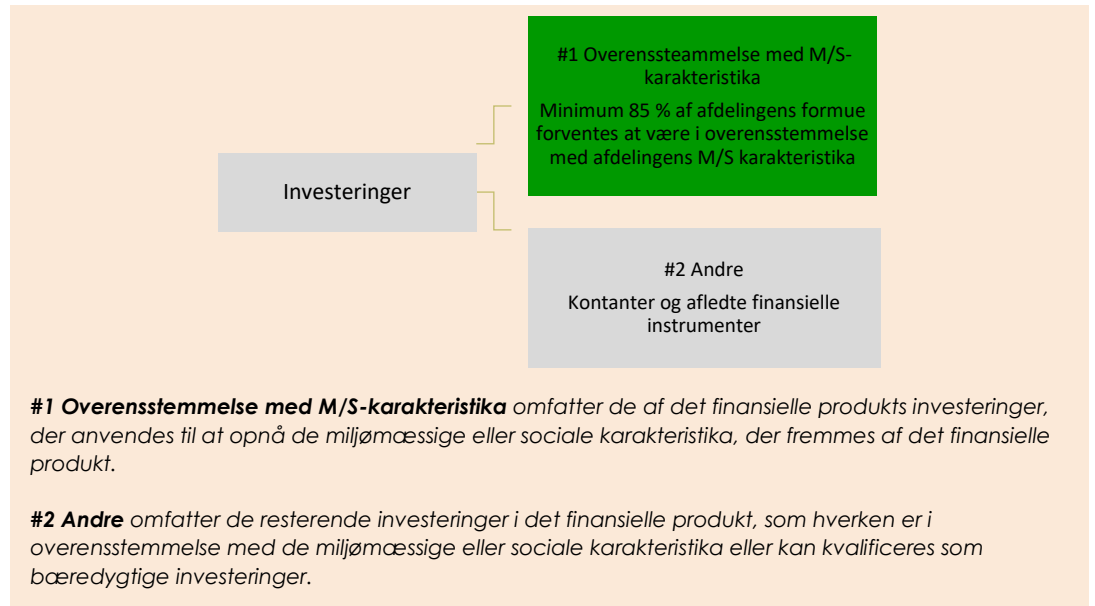 #1 Overenssteammelse med M/S-
karakteristika
Minimum 85 % af afdelingens formue
forventes at være i overensstemmelse
med afdelingens M/S karakteristika
Investeringer
#2 Andre
Kontanter og afledte finansielle
instrumenter
#1 Overensstemmelse med M/S-karakteristika omfatter de af det finansielle produkts investeringer,
der anvendes til at opnå de miljømæssige eller sociale karakteristika, der fremmes af det finansielle
produkt.
#2 Andre omfatter de resterende investeringer i det finansielle produkt, som hverken er i
overensstemmelse med de miljømæssige eller sociale karakteristika eller kan kvalificeres som
bæredygtige investeringer.